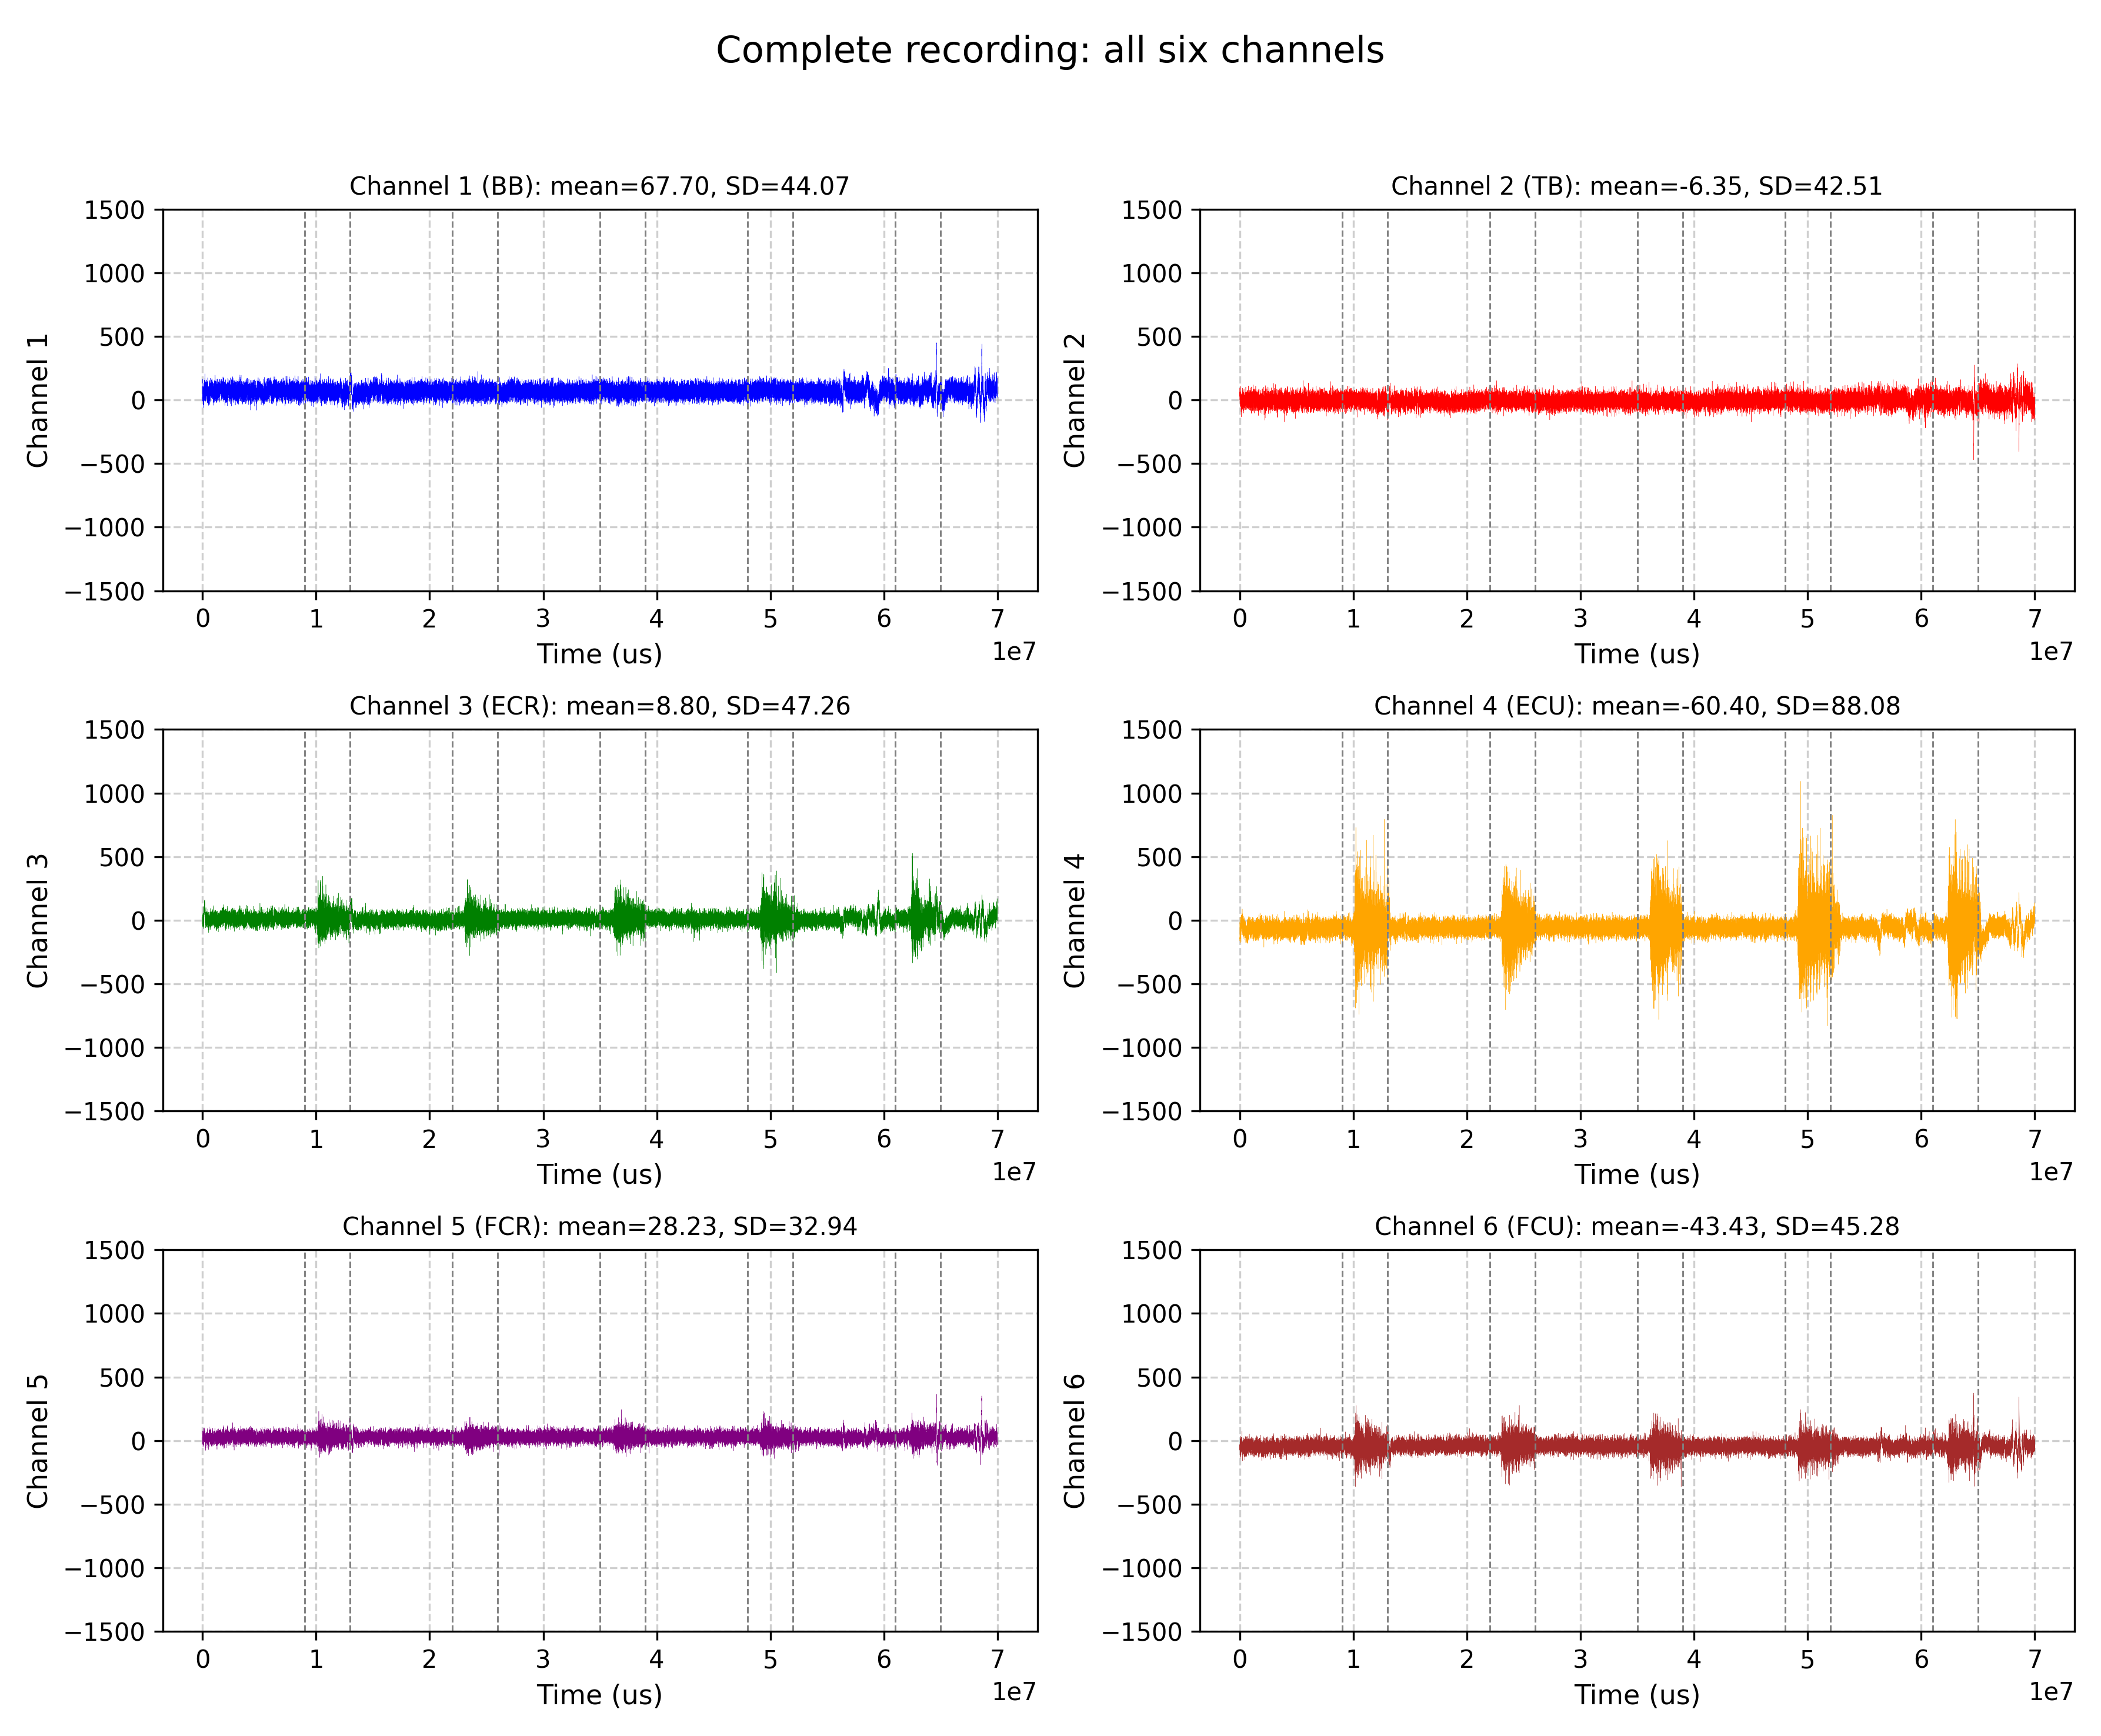 Complete recording: all six channels
Channel 1 (BB): mean=67.70, SD=44.07
1500
1000
500
0
−500
−1000
−1500
Channel 1
0 1 2 3 4 5 6 7
1e7
Time (us)
Channel 2 (TB): mean=-6.35, SD=42.51
1500
1000
500
0
−500
−1000
−1500
Channel 2
0 1 2 3 4 5 6 7
1e7
Time (us)
Channel 3 (ECR): mean=8.80, SD=47.26
1500
1000
500
0
−500
−1000
−1500
Channel 3
0 1 2 3 4 5 6 7
1e7
Time (us)
Channel 4 (ECU): mean=-60.40, SD=88.08
1500
1000
500
0
−500
−1000
−1500
Channel 4
0 1 2 3 4 5 6 7
1e7
Time (us)
Channel 5 (FCR): mean=28.23, SD=32.94
1500
1000
500
0
−500
−1000
−1500
Channel 5
0 1 2 3 4 5 6 7
1e7
Time (us)
Channel 6 (FCU): mean=-43.43, SD=45.28
1500
1000
500
0
−500
−1000
−1500
Channel 6
0 1 2 3 4 5 6 7
1e7
Time (us)